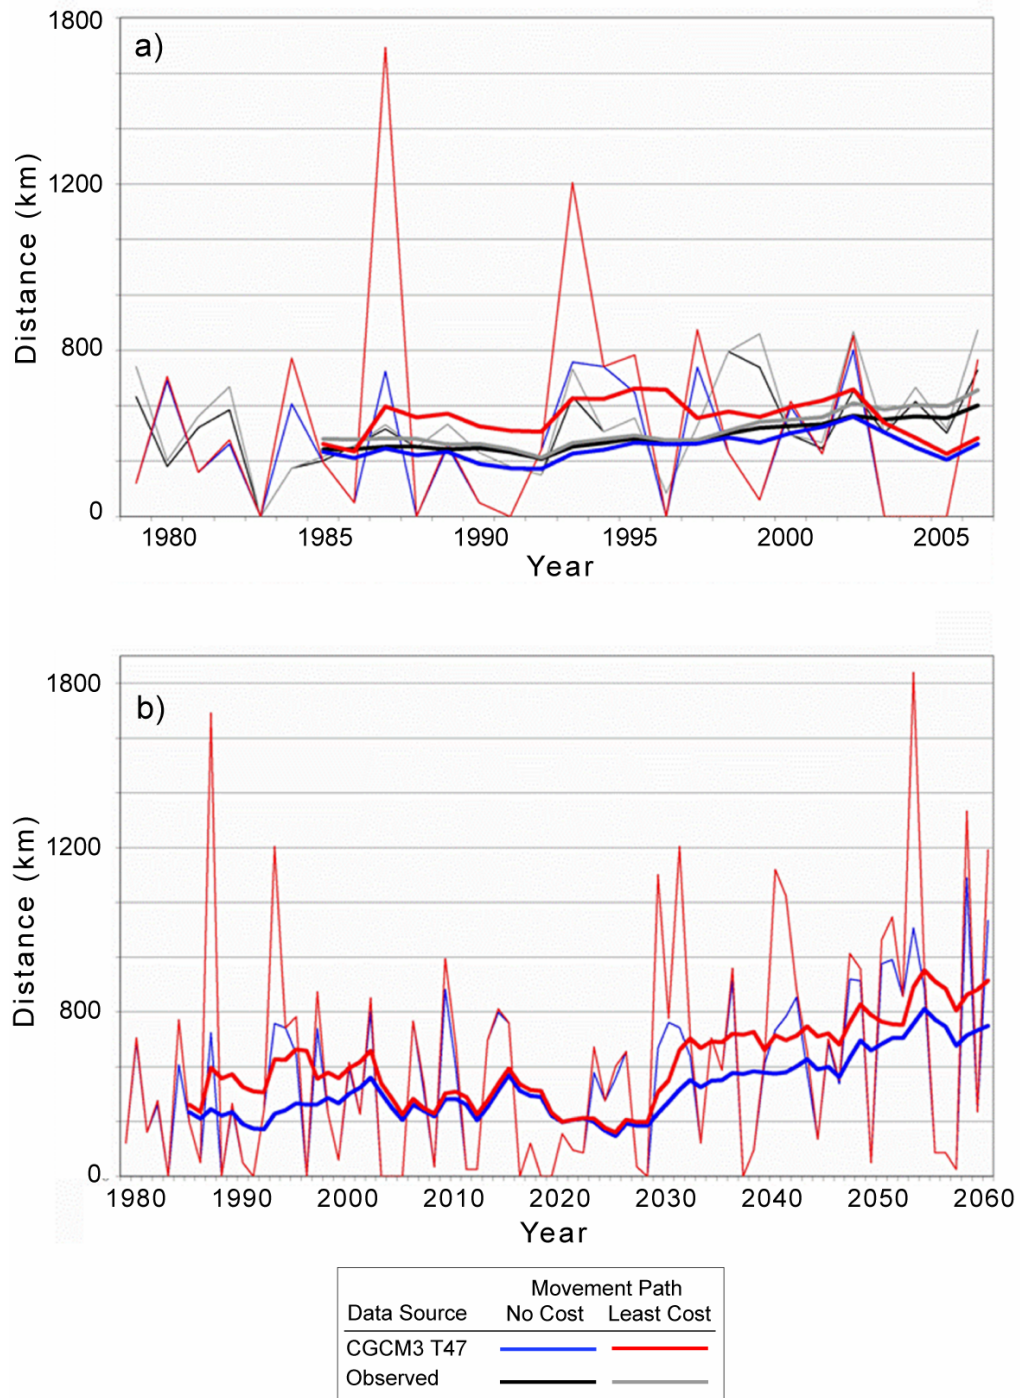 1800
a)
1200
800
0
Distance (km)
1980 1985 1990 1995 2000 2005
Year
1800
b)
1200
800
0
Distance (km)
1980 1990 2000 2010 2020 2030 2040 2050 2060
Year
Movement Path
Data Source No Cost Least Cost
CGCM3 T47
Observed